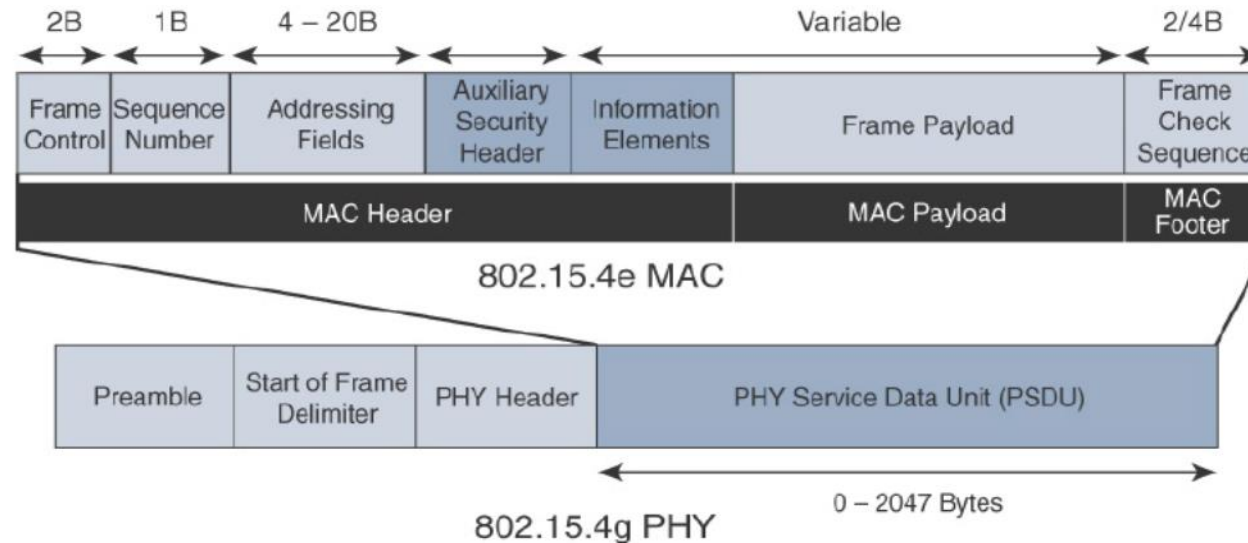 2B 1B 4 – 20B Variable 2/4B
Frame Control
Sequence Number
Addressing Fields
Auxiliary Security Header
Information Elements
Frame Payload
Frame Check Sequence
MAC Header
MAC Payload
MAC Footer
802.15.4e MAC
Preamble
Start of Frame Delimiter
PHY Header
PHY Service Data Unit (PSDU)
0 – 2047 Bytes
802.15.4g PHY